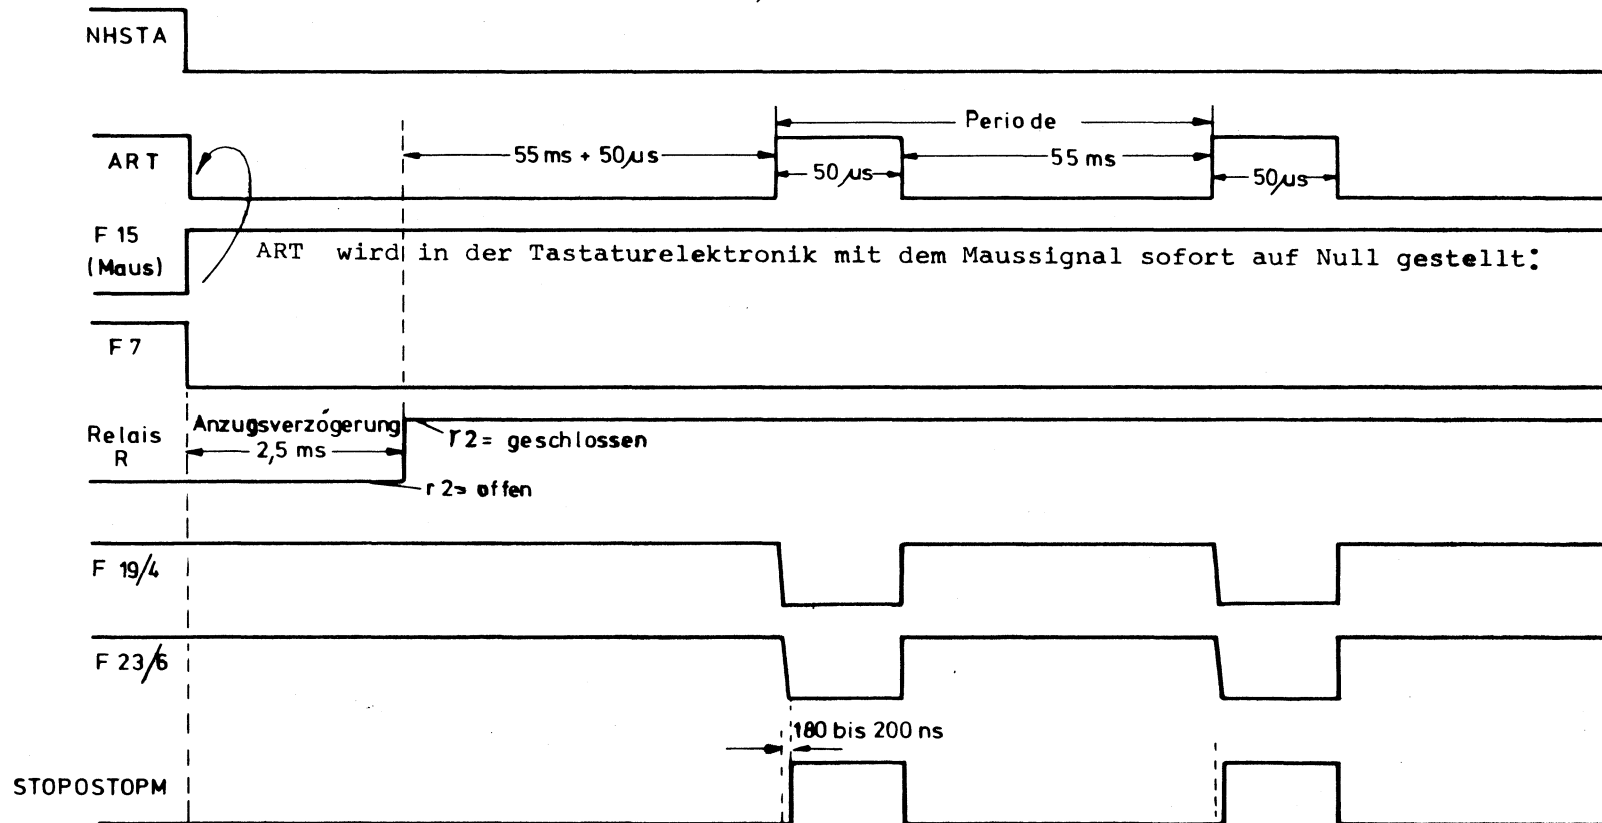 NHSTA
Periode
ART
55 ms + 50 µs
50 µs
55 ms
50 µs
F 15
(Maus)
ART wird in der Tastaturelektronik mit dem Maussignal sofort auf Null gestellt:
F 7
Relais
R
Anzugsverzögerung
2,5 ms
r2 = geschlossen
r2 = offen
F 19/4
F 23/6
180 bis 200 ns
STOPOSTOPM